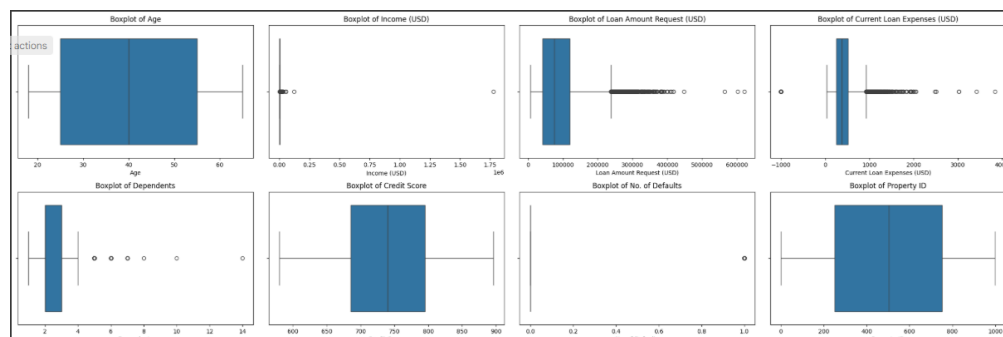 Boxplot of Age
Boxplot of Income (USD)
Boxplot of Loan Amount Request (USD)
Boxplot of Current Loan Expenses (USD)
actions
20 30 40 50 60
0.00 0.25 0.50 0.75 1.00 1.25 1.50 1.75
1e6
0 100000 200000 300000 400000 500000 600000
−1000 0 1000 2000 3000
Age
Income (USD)
Loan Amount Request (USD)
Current Loan Expenses (USD)
Boxplot of Dependents
Boxplot of Credit Score
Boxplot of No. of Defaults
Boxplot of Property ID
2 4 6 8 10 12 14
600 650 700 750 800 850 900
0.0 0.2 0.4 0.6 0.8 1.0
0 200 400 600 800 1000